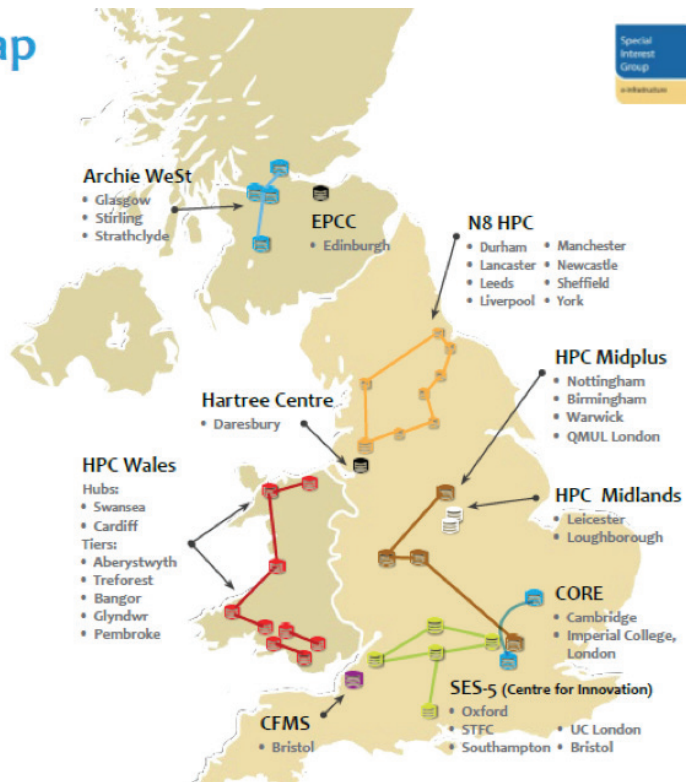 ap
Special
Interest
Group
e-infrastructure
Archie WeSt
• Glasgow
• Stirling
• Strathclyde
EPCC
• Edinburgh
N8 HPC
• Durham • Manchester
• Lancaster • Newcastle
• Leeds • Sheffield
• Liverpool • York
HPC Midplus
• Nottingham
• Birmingham
• Warwick
• QMUL London
Hartree Centre
• Daresbury
HPC Wales
Hubs:
• Swansea
• Cardiff
Tiers:
• Aberystwyth
• Treforest
• Bangor
• Glyndwr
• Pembroke
HPC Midlands
• Leicester
• Loughborough
CORE
• Cambridge
• Imperial College,
London
SES-5 (Centre for Innovation)
• Oxford
• STFC • UC London
• Southampton • Bristol
CFMS
• Bristol